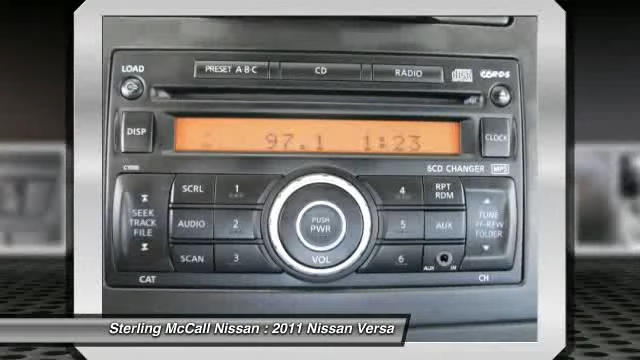 LOAD
PRESET A·B·C
CD
RADIO
DISP
97.1 1:23
CLOCK
6CD CHANGER MP3
SCRL
1
4
RPT
RDM
SEEK
TRACK
FILE
AUDIO
2
PUSH
PWR
5
AUX
TUNE
FF·REW
FOLDER
SCAN
3
VOL
6
AUX IN
CAT
CH
Sterling McCall Nissan : 2011 Nissan Versa